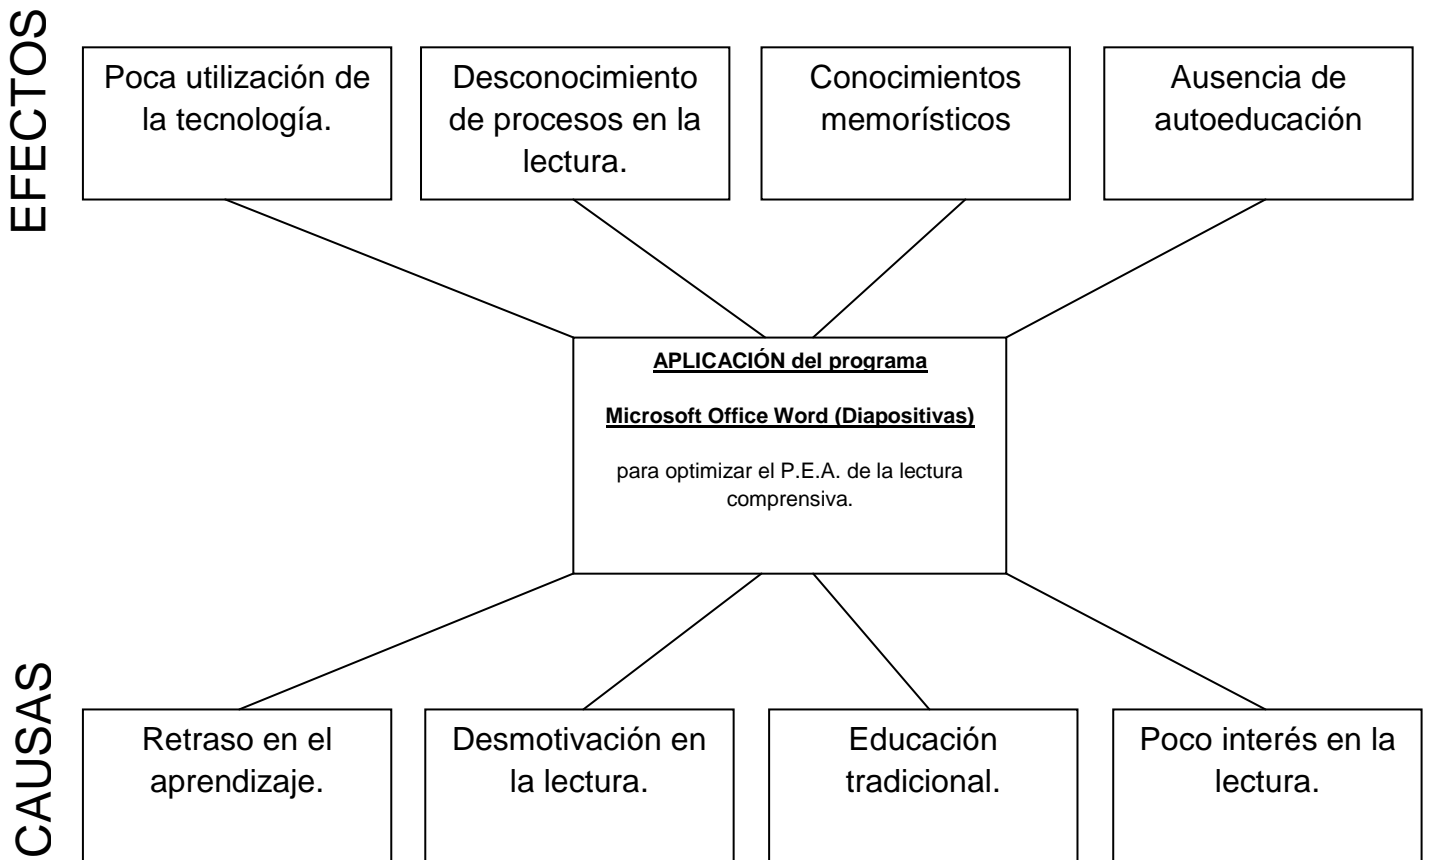 EFECTOS
Poca utilización de
la tecnología.
Desconocimiento
de procesos en la
lectura.
Conocimientos
memorísticos
Ausencia de
autoeducación
APLICACIÓN del programa
Microsoft Office Word (Diapositivas)
para optimizar el P.E.A. de la lectura
comprensiva.
CAUSAS
Retraso en el
aprendizaje.
Desmotivación en
la lectura.
Educación
tradicional.
Poco interés en la
lectura.